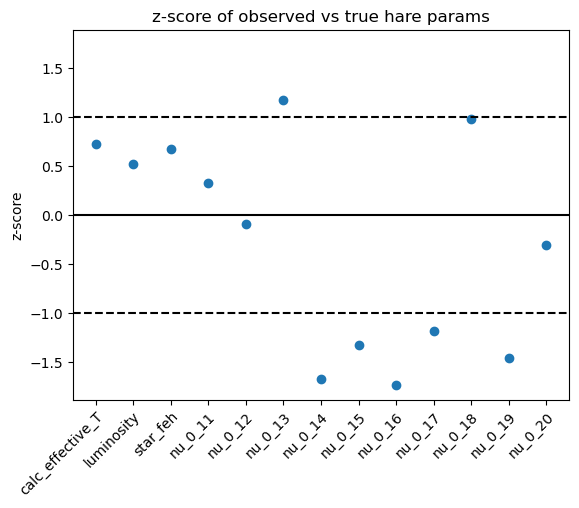 z-score of observed vs true hare params
z-score
1.5
1.0
0.5
0.0
−0.5
−1.0
−1.5
calc_effective_T
luminosity
star_feh
nu_0_11
nu_0_12
nu_0_13
nu_0_14
nu_0_15
nu_0_16
nu_0_17
nu_0_18
nu_0_19
nu_0_20